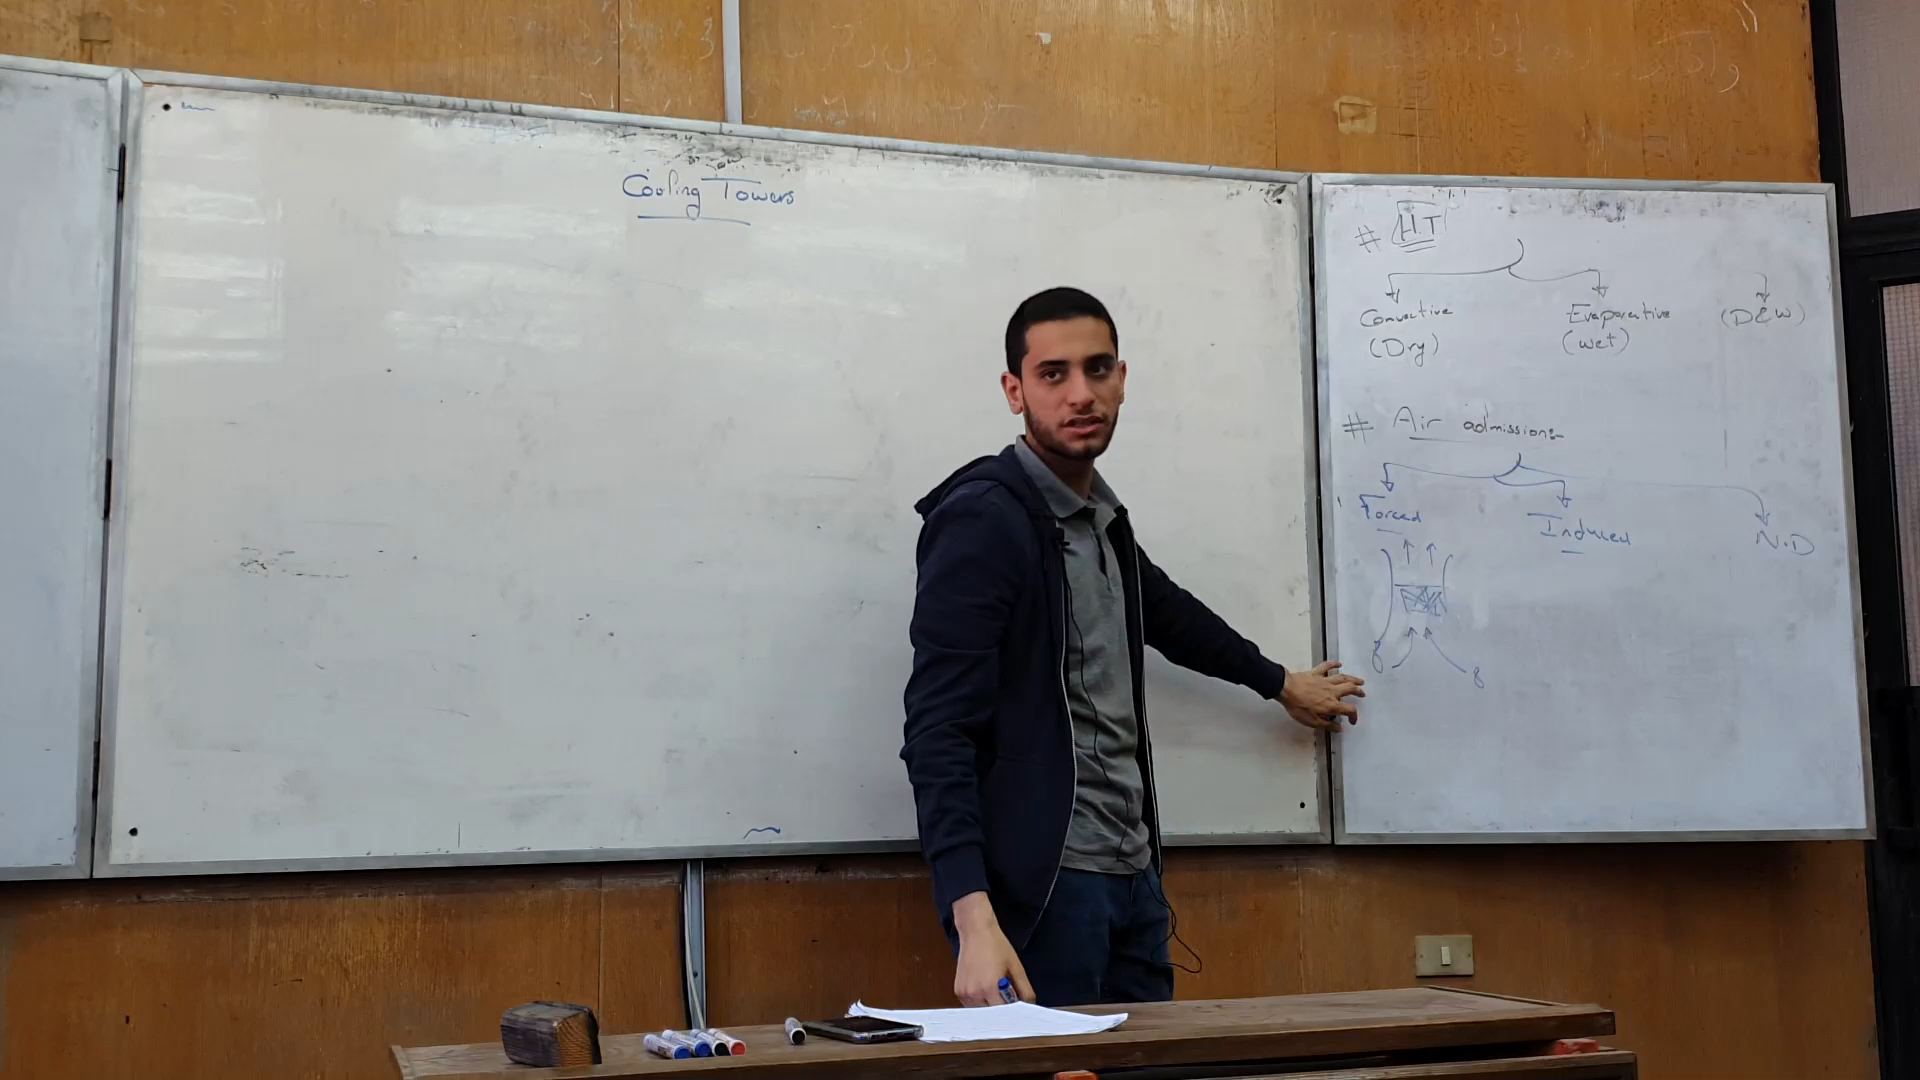 Cooling Towers
# H.T
Convective Evaporative (D&W)
(Dry) (wet)
# Air admission:-
Forced Induced N.D